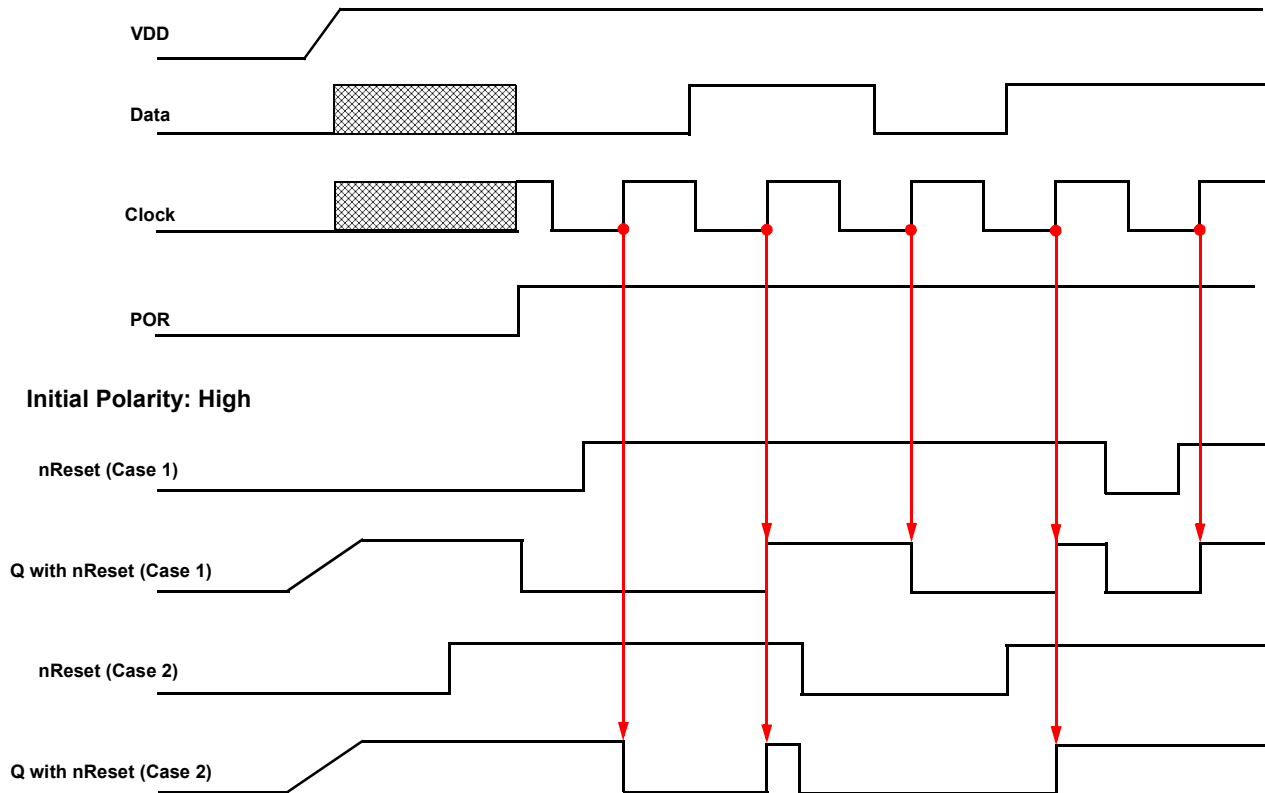 VDD
Data
Clock
POR
Initial Polarity: High
nReset (Case 1)
Q with nReset (Case 1)
nReset (Case 2)
Q with nReset (Case 2)